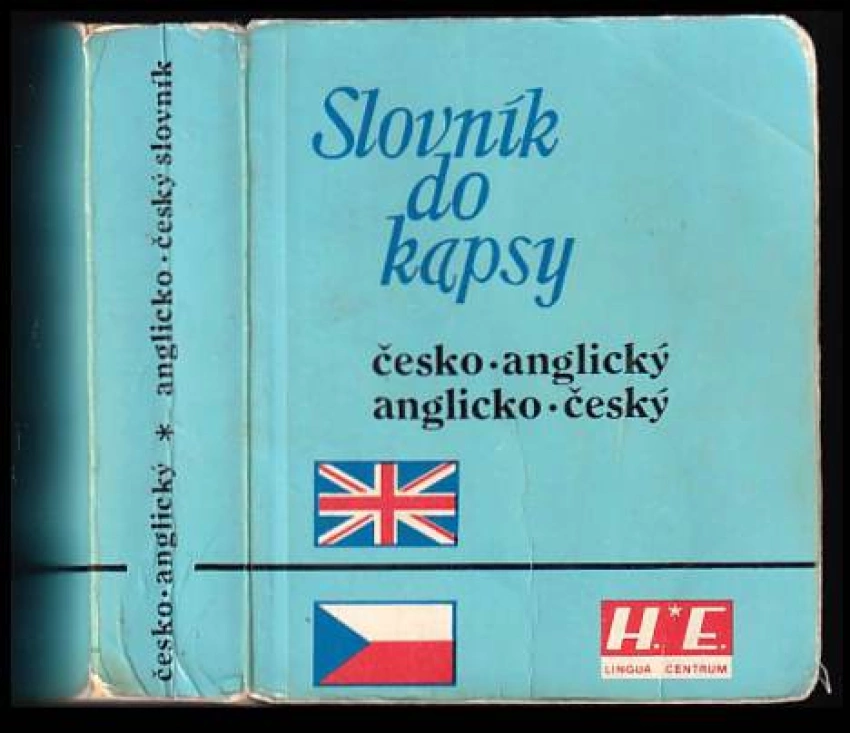 česko·anglický * anglicko·český slovník
Slovník
do
kapsy
česko·anglický
anglicko·český
H.*E.
LINGUA CENTRUM